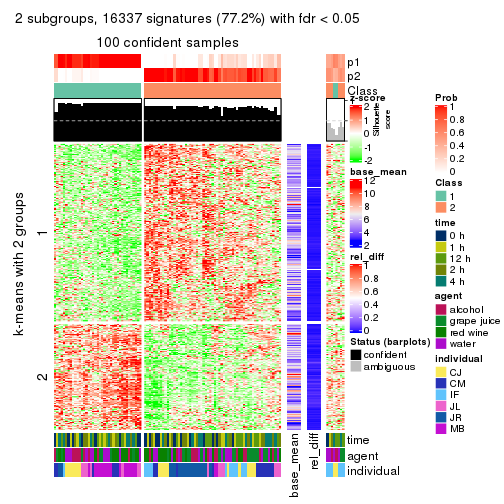 2 subgroups, 16337 signatures (77.2%) with fdr < 0.05
100 confident samples
k-means with 2 groups
1
2
p1
p2
Class
Silhouette
score
z-score
2
1
0
-1
-2
base_mean
12
10
8
6
4
2
rel_diff
1
0.8
0.6
0.4
0.2
0
Status (barplots)
confident
ambiguous
time
agent
individual
base_mean
rel_diff
Prob
1
0.8
0.6
0.4
0.2
0
Class
1
2
time
0 h
1 h
12 h
2 h
4 h
agent
alcohol
grape juice
red wine
water
individual
CJ
CM
IF
JL
JR
MB